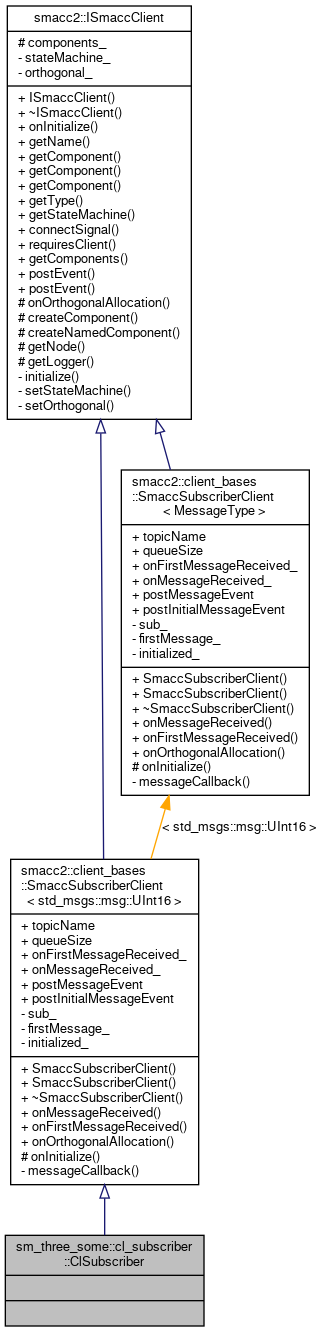 smacc2::ISmaccClient
# components_
- stateMachine_
- orthogonal_
+ ISmaccClient()
+ ~ISmaccClient()
+ onInitialize()
+ getName()
+ getComponent()
+ getComponent()
+ getComponent()
+ getType()
+ getStateMachine()
+ connectSignal()
+ requiresClient()
+ getComponents()
+ postEvent()
+ postEvent()
# onOrthogonalAllocation()
# createComponent()
# createNamedComponent()
# getNode()
# getLogger()
- initialize()
- setStateMachine()
- setOrthogonal()
smacc2::client_bases
::SmaccSubscriberClient
< MessageType >
+ topicName
+ queueSize
+ onFirstMessageReceived_
+ onMessageReceived_
+ postMessageEvent
+ postInitialMessageEvent
- sub_
- firstMessage_
- initialized_
+ SmaccSubscriberClient()
+ SmaccSubscriberClient()
+ ~SmaccSubscriberClient()
+ onMessageReceived()
+ onFirstMessageReceived()
+ onOrthogonalAllocation()
# onInitialize()
- messageCallback()
< std_msgs::msg::UInt16 >
smacc2::client_bases
::SmaccSubscriberClient
< std_msgs::msg::UInt16 >
+ topicName
+ queueSize
+ onFirstMessageReceived_
+ onMessageReceived_
+ postMessageEvent
+ postInitialMessageEvent
- sub_
- firstMessage_
- initialized_
+ SmaccSubscriberClient()
+ SmaccSubscriberClient()
+ ~SmaccSubscriberClient()
+ onMessageReceived()
+ onFirstMessageReceived()
+ onOrthogonalAllocation()
# onInitialize()
- messageCallback()
sm_three_some::cl_subscriber
::ClSubscriber